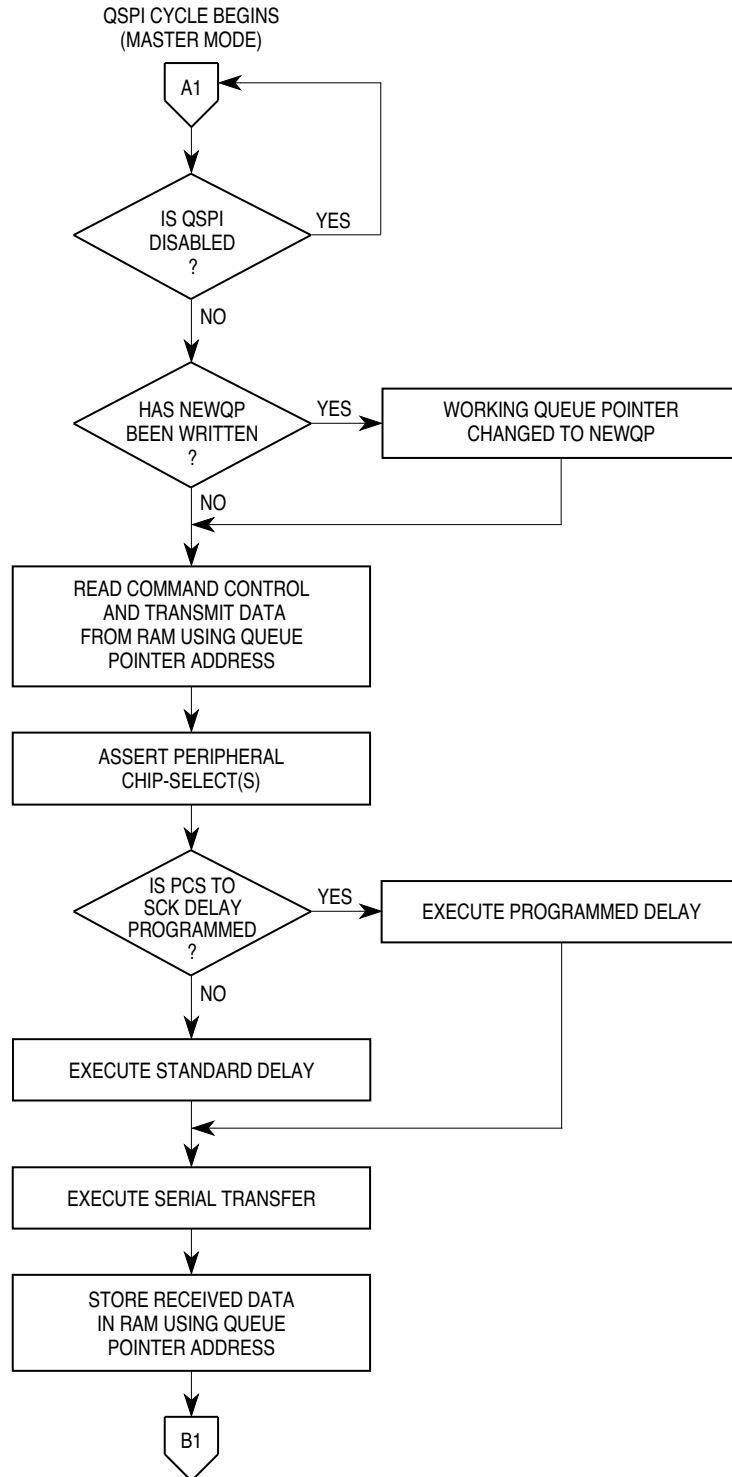 QSPI CYCLE BEGINS
(MASTER MODE)
A1
IS QSPI
DISABLED
?
YES
NO
HAS NEWQP
BEEN WRITTEN
?
YES
WORKING QUEUE POINTER
CHANGED TO NEWQP
NO
READ COMMAND CONTROL
AND TRANSMIT DATA
FROM RAM USING QUEUE
POINTER ADDRESS
ASSERT PERIPHERAL
CHIP-SELECT(S)
IS PCS TO
SCK DELAY
PROGRAMMED
?
YES
EXECUTE PROGRAMMED DELAY
NO
EXECUTE STANDARD DELAY
EXECUTE SERIAL TRANSFER
STORE RECEIVED DATA
IN RAM USING QUEUE
POINTER ADDRESS
B1